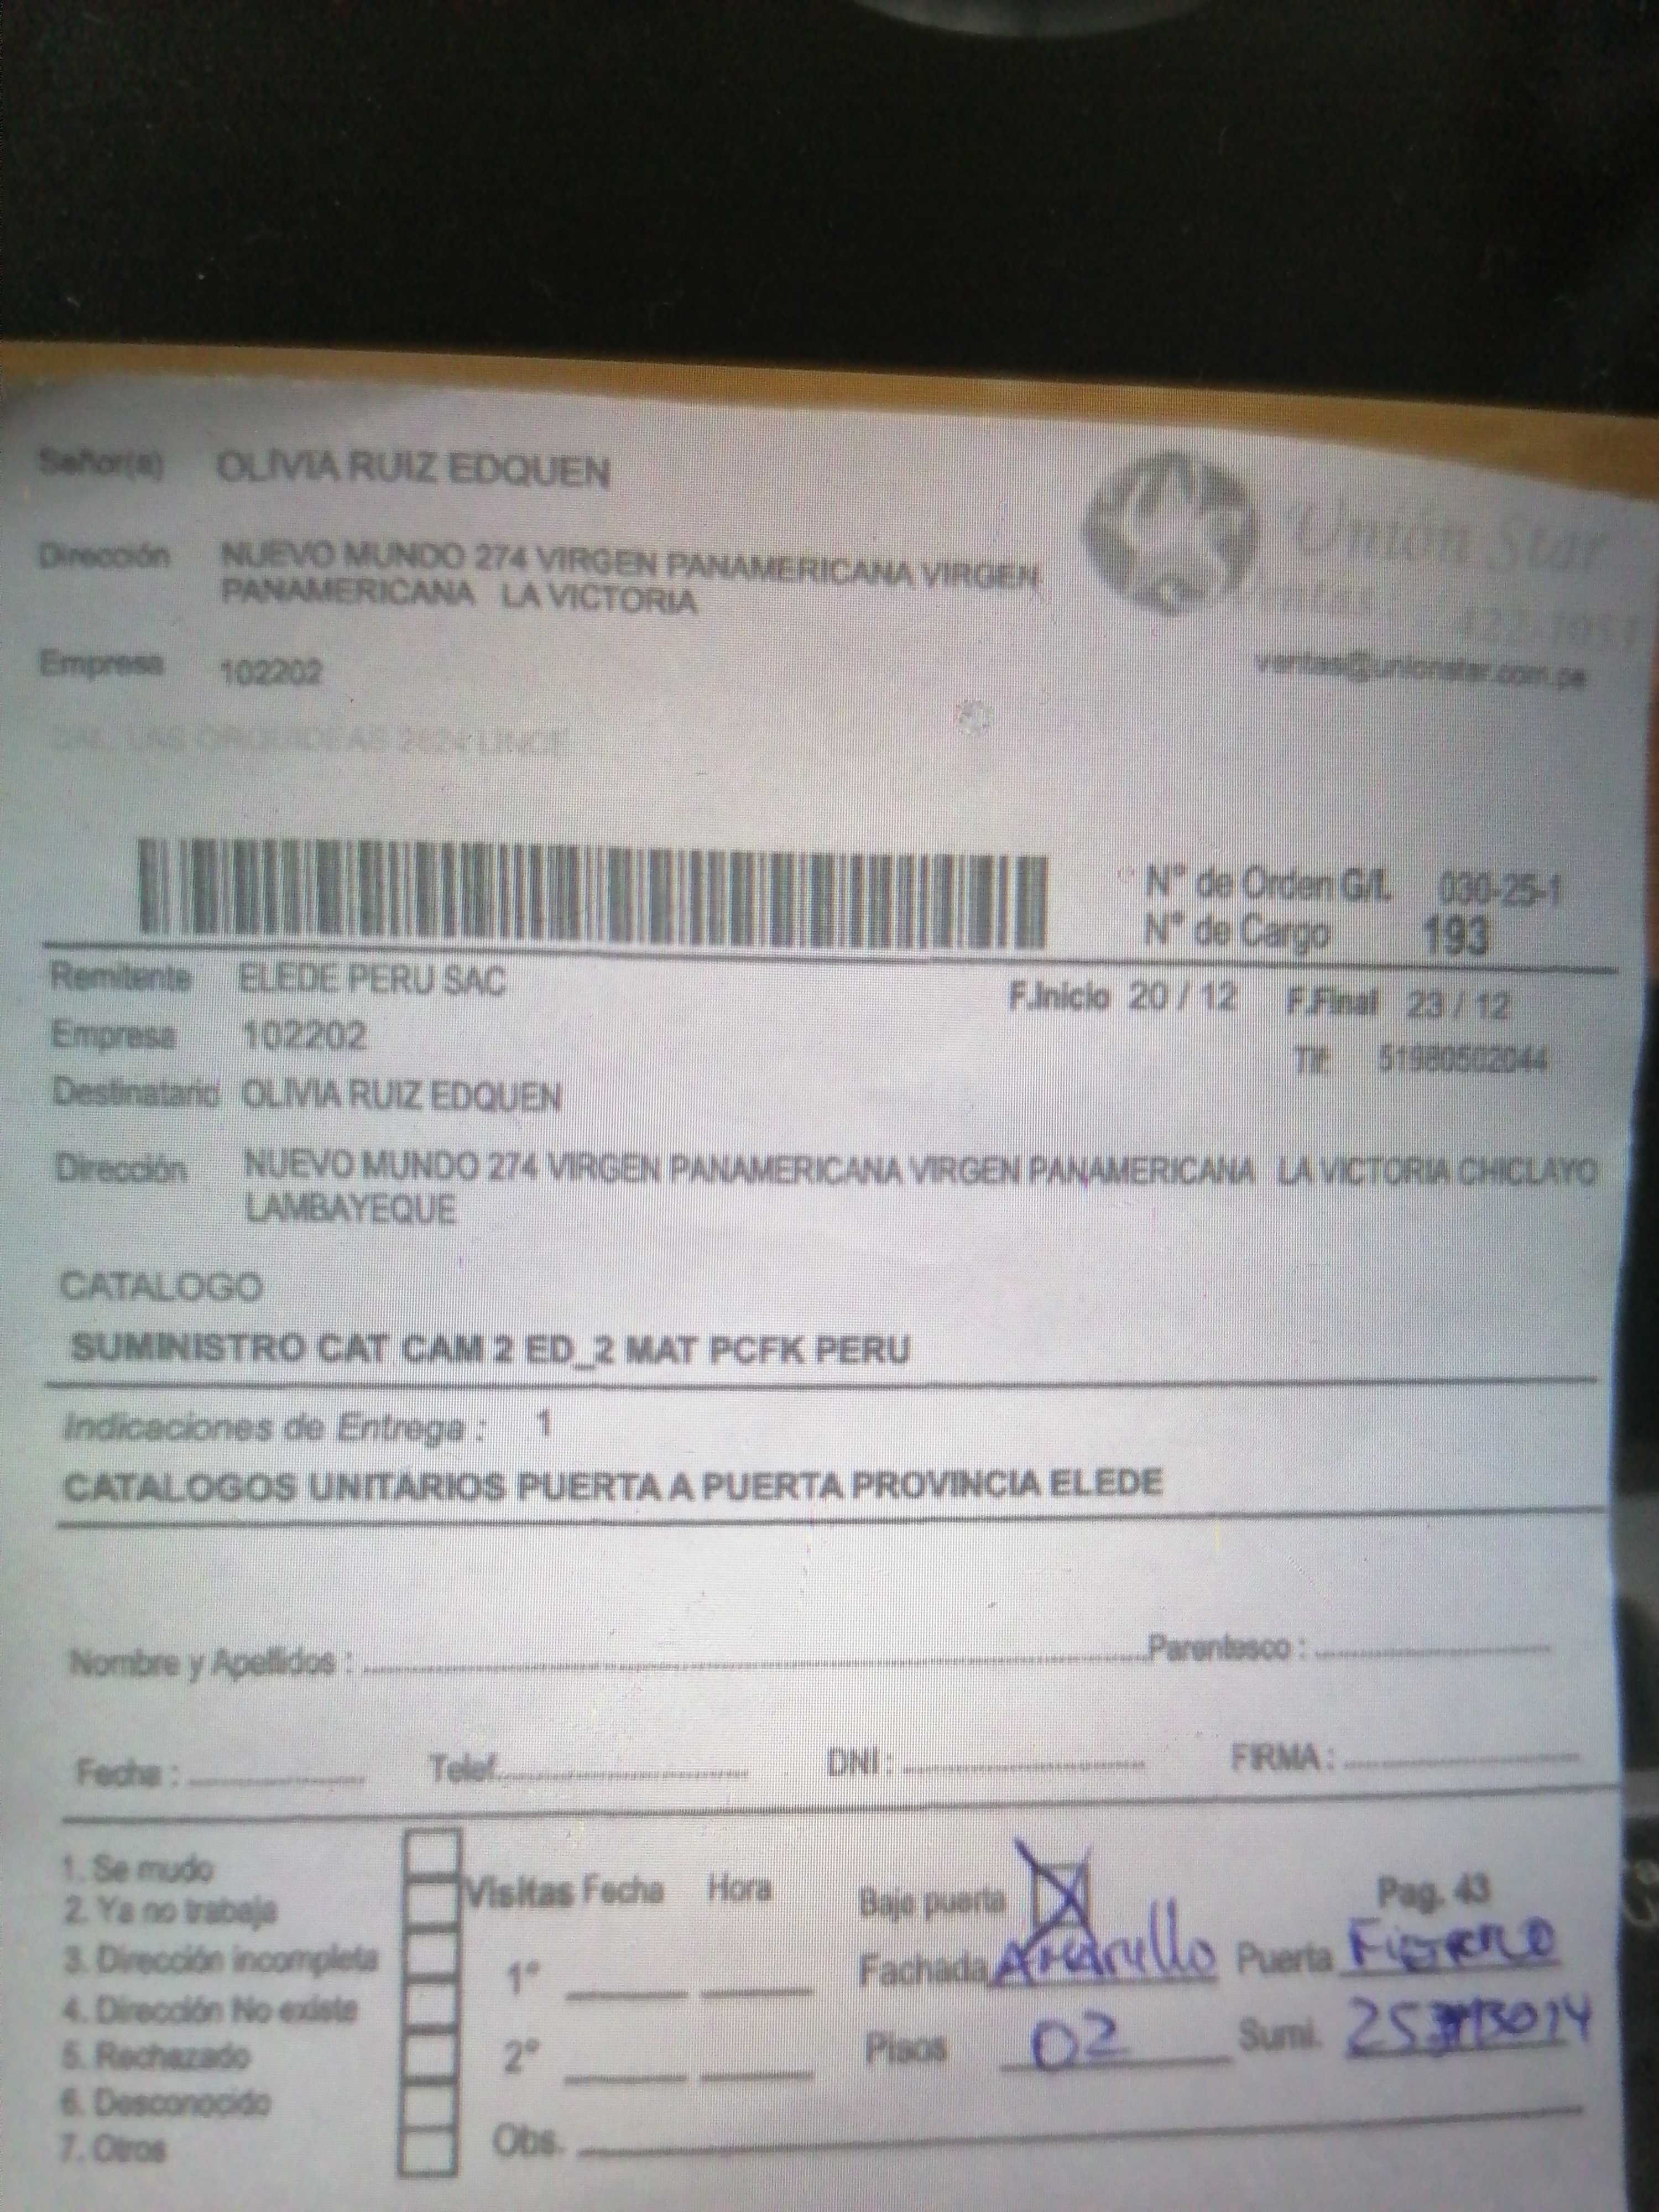 Señor(a) OLIVIA RUIZ EDQUEN
Unión Star
Dirección NUEVO MUNDO 274 VIRGEN PANAMERICANA VIRGEN
PANAMERICANA LA VICTORIA
Ventas
Empresa 102202
ventas@unionstar.com.pe
ORQUIDEAS
N° de Orden G/L 030-25-1
N° de Cargo 193
Remitente ELEDE PERU SAC
F.Inicio 20 / 12 F.Final 23 / 12
Empresa 102202
Tlf: 51980502044
Destinatario OLIVIA RUIZ EDQUEN
Dirección NUEVO MUNDO 274 VIRGEN PANAMERICANA VIRGEN PANAMERICANA LA VICTORIA CHICLAYO
LAMBAYEQUE
CATALOGO
SUMINISTRO CAT CAM 2 ED_2 MAT PCFK PERU
Indicaciones de Entrega : 1
CATALOGOS UNITARIOS PUERTA A PUERTA PROVINCIA ELEDE
Nombre y Apellidos : Parentesco :
Fecha : Telef. DNI : FIRMA :
1. Se mudo
2. Ya no trabaja
3. Dirección incompleta
4. Dirección No existe
5. Rechazado
6. Desconocido
7. Otros
Visitas Fecha Hora
1°
2°
Obs.
Bajo puerta Pag. 43
Fachada Amarillo Puerta Fierro
Pisos 02 Sumi.